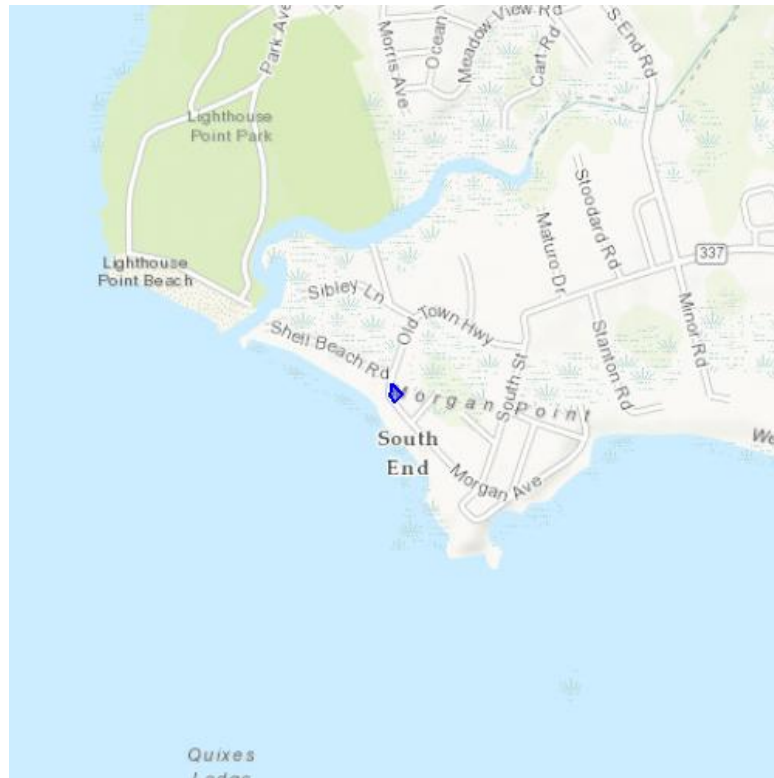 Park Ave
Morris Ave
Ocean
Meadow View Rd
Cart Rd
S End Rd
Lighthouse
Point Park
Stoodard Rd
Maturo Dr
337
Lighthouse
Point Beach
Sibley Ln
Old Town Hwy
Shell Beach Rd
South St
Stanton Rd
Minor Rd
Morgan Point
South
End
Morgan Ave
Quixes
Ledge